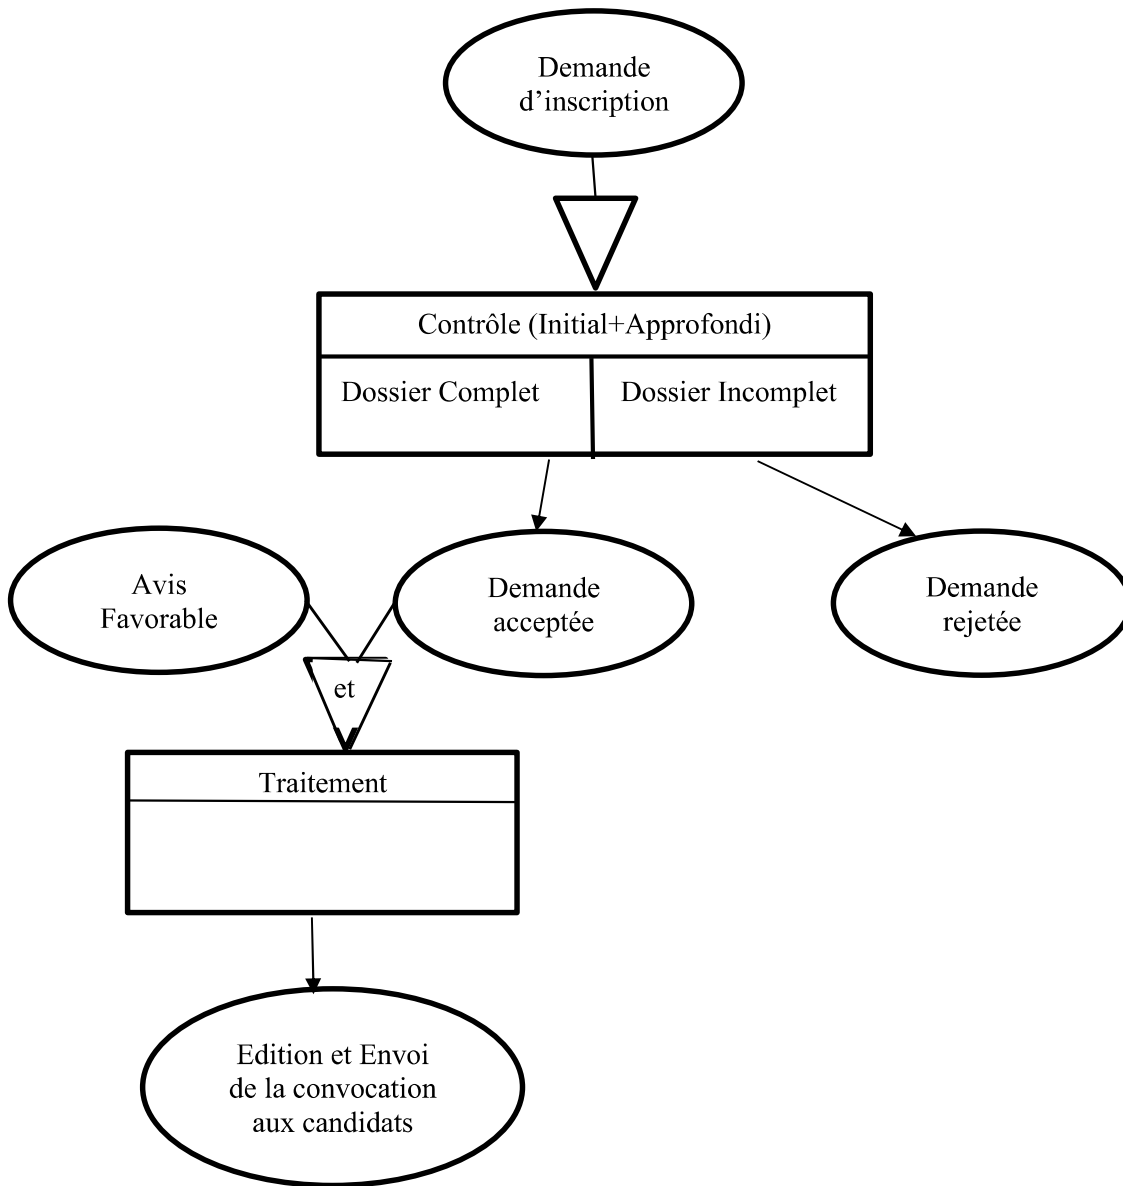 Demande
d’inscription
Contrôle (Initial+Approfondi)
Dossier Complet
Dossier Incomplet
Avis
Favorable
Demande
acceptée
Demande
rejetée
et
Traitement
Edition et Envoi
de la convocation
aux candidats